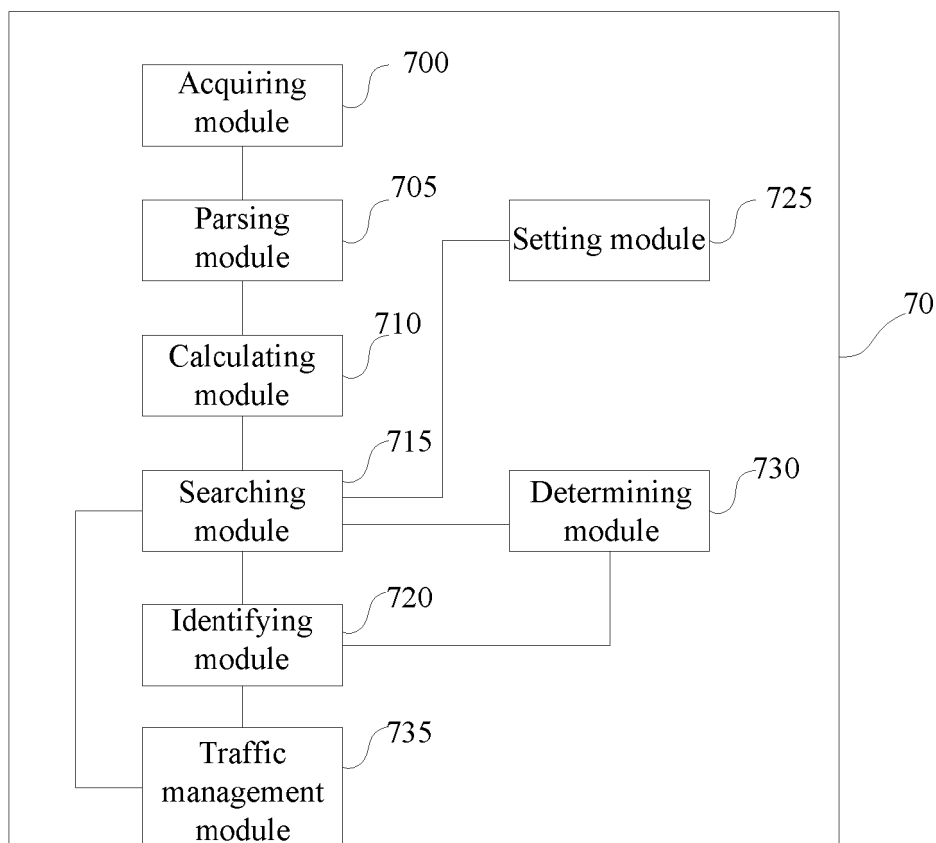 700
Acquiring
module
705
Parsing
module
725
Setting module
70
710
Calculating
module
715
Searching
module
730
Determining
module
720
Identifying
module
735
Traffic
management
module